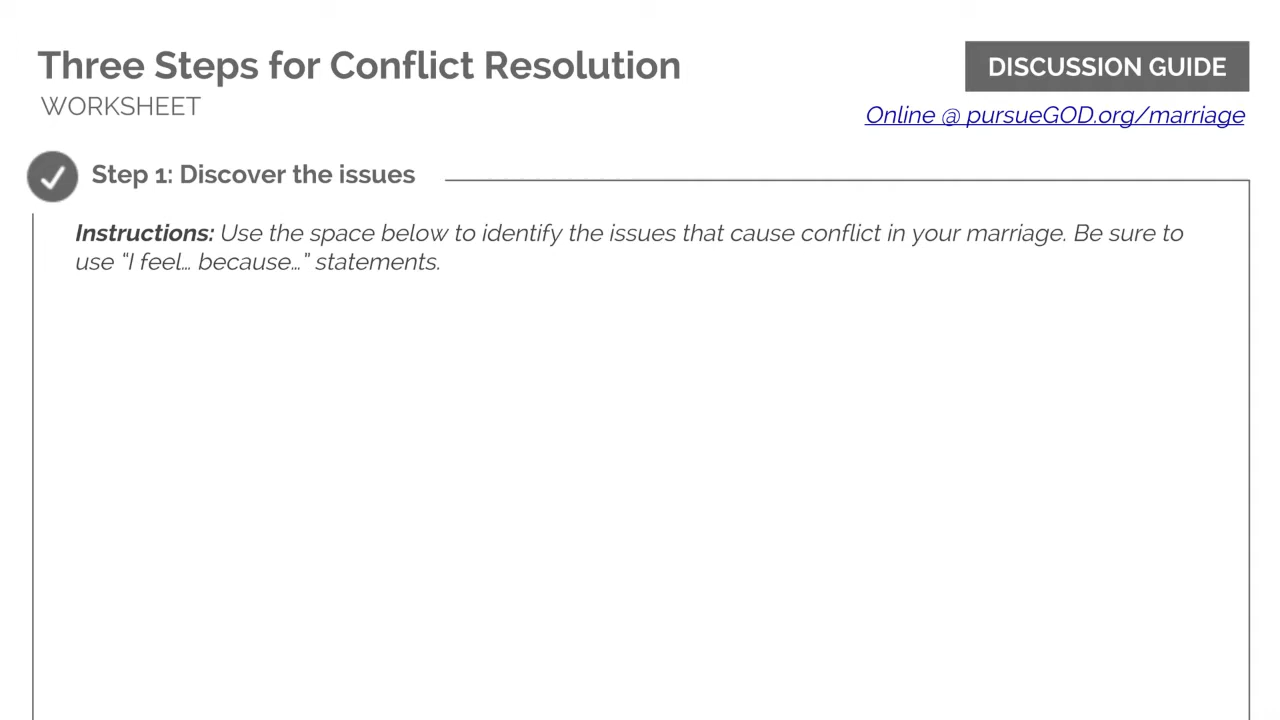 Three Steps for Conflict Resolution
WORKSHEET
DISCUSSION GUIDE
Online @ pursueGOD.org/marriage
Step 1: Discover the issues
Instructions: Use the space below to identify the issues that cause conflict in your marriage. Be sure to
use “I feel… because…” statements.